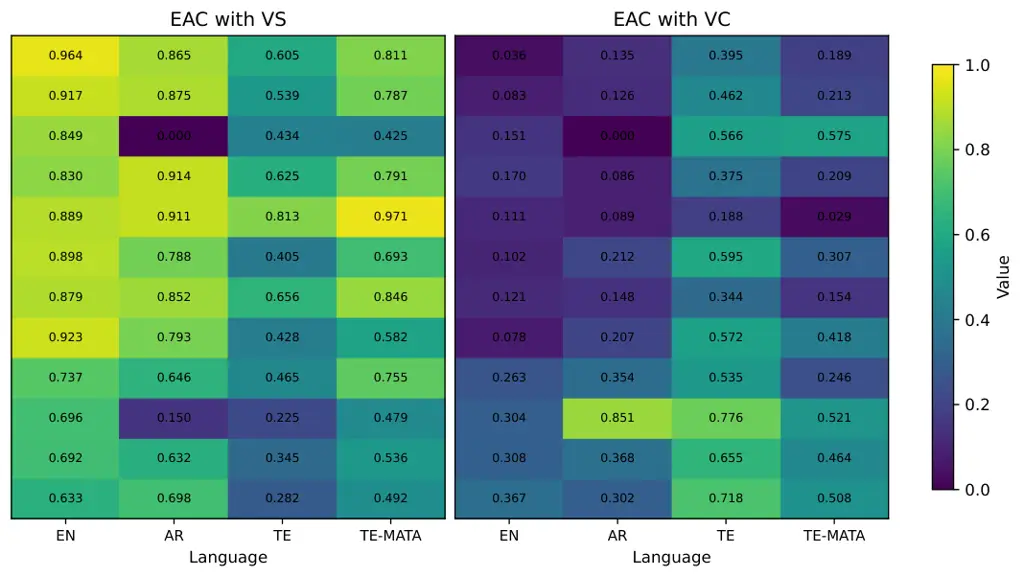 EAC with VS
EAC with VC
0.964 0.865 0.605 0.811 0.036 0.135 0.395 0.189
0.917 0.875 0.539 0.787 0.083 0.126 0.462 0.213
0.849 0.000 0.434 0.425 0.151 0.000 0.566 0.575
0.830 0.914 0.625 0.791 0.170 0.086 0.375 0.209
0.889 0.911 0.813 0.971 0.111 0.089 0.188 0.029
0.898 0.788 0.405 0.693 0.102 0.212 0.595 0.307
0.879 0.852 0.656 0.846 0.121 0.148 0.344 0.154
0.923 0.793 0.428 0.582 0.078 0.207 0.572 0.418
0.737 0.646 0.465 0.755 0.263 0.354 0.535 0.246
0.696 0.150 0.225 0.479 0.304 0.851 0.776 0.521
0.692 0.632 0.345 0.536 0.308 0.368 0.655 0.464
0.633 0.698 0.282 0.492 0.367 0.302 0.718 0.508
EN AR TE TE-MATA EN AR TE TE-MATA
Language
Language
1.0
0.8
0.6
0.4
0.2
0.0
Value